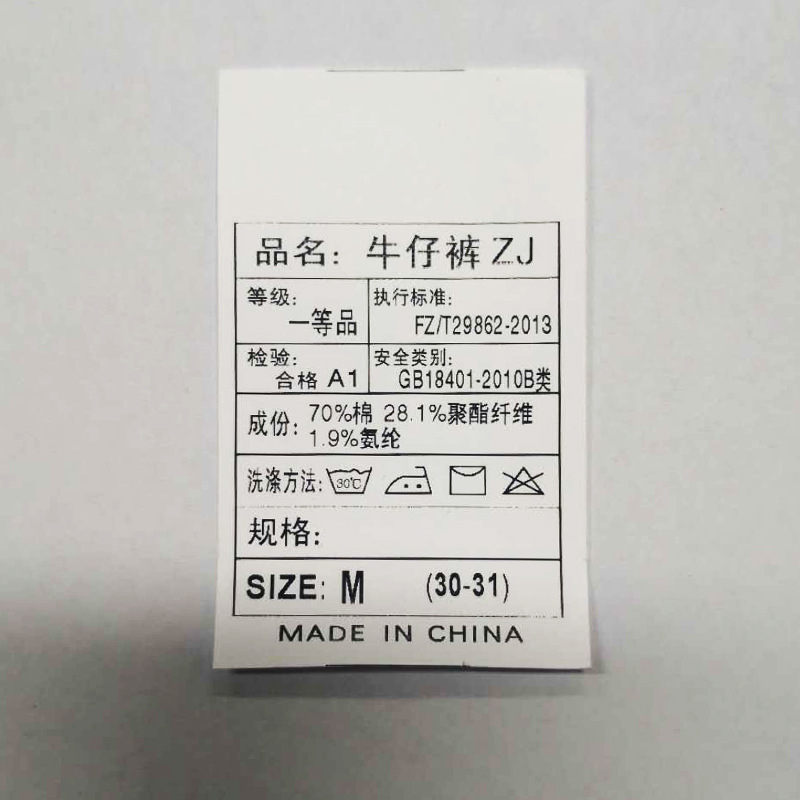 品名: 牛仔裤 ZJ
等级:
一等品
执行标准:
FZ/T29862-2013
检验:
合格 A1
安全类别:
GB18401-2010B类
成份: 70%棉 28.1%聚酯纤维
1.9%氨纶
洗涤方法: 30℃
规格:
SIZE: M (30-31)
MADE IN CHINA